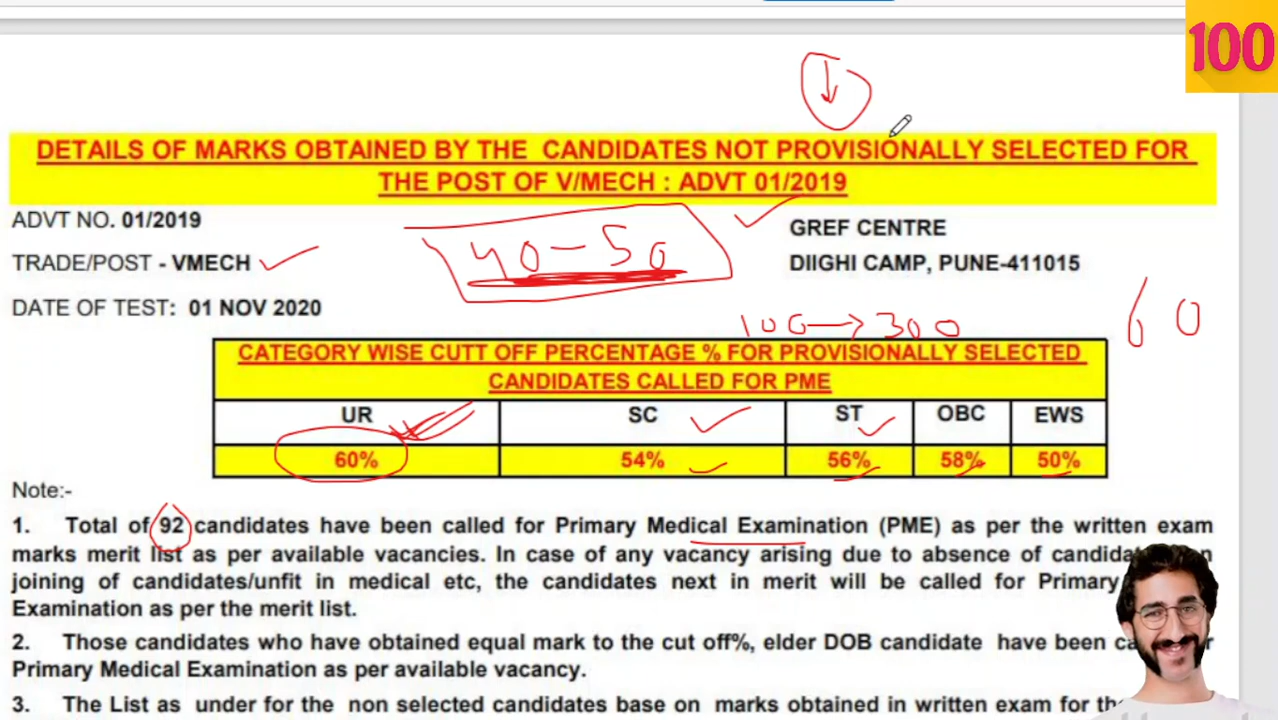 100
DETAILS OF MARKS OBTAINED BY THE CANDIDATES NOT PROVISIONALLY SELECTED FOR
THE POST OF V/MECH : ADVT 01/2019
ADVT NO. 01/2019
GREF CENTRE
40-50
TRADE/POST - VMECH
DIIGHI CAMP, PUNE-411015
DATE OF TEST: 01 NOV 2020
60
100→300
CATEGORY WISE CUTT OFF PERCENTAGE % FOR PROVISIONALLY SELECTED
CANDIDATES CALLED FOR PME
UR SC ST OBC EWS
60% 54% 56% 58% 50%
Note:-
1. Total of 92 candidates have been called for Primary Medical Examination (PME) as per the written exam
marks merit list as per available vacancies. In case of any vacancy arising due to absence of
joining of candidates/unfit in medical etc, the candidates next in merit will be called for Primary
Examination as per the merit list.
2. Those candidates who have obtained equal mark to the cut off%, elder DOB candidate have been
Primary Medical Examination as per available vacancy.
3. The List as under for the non selected candidates base on marks obtained in written exam for